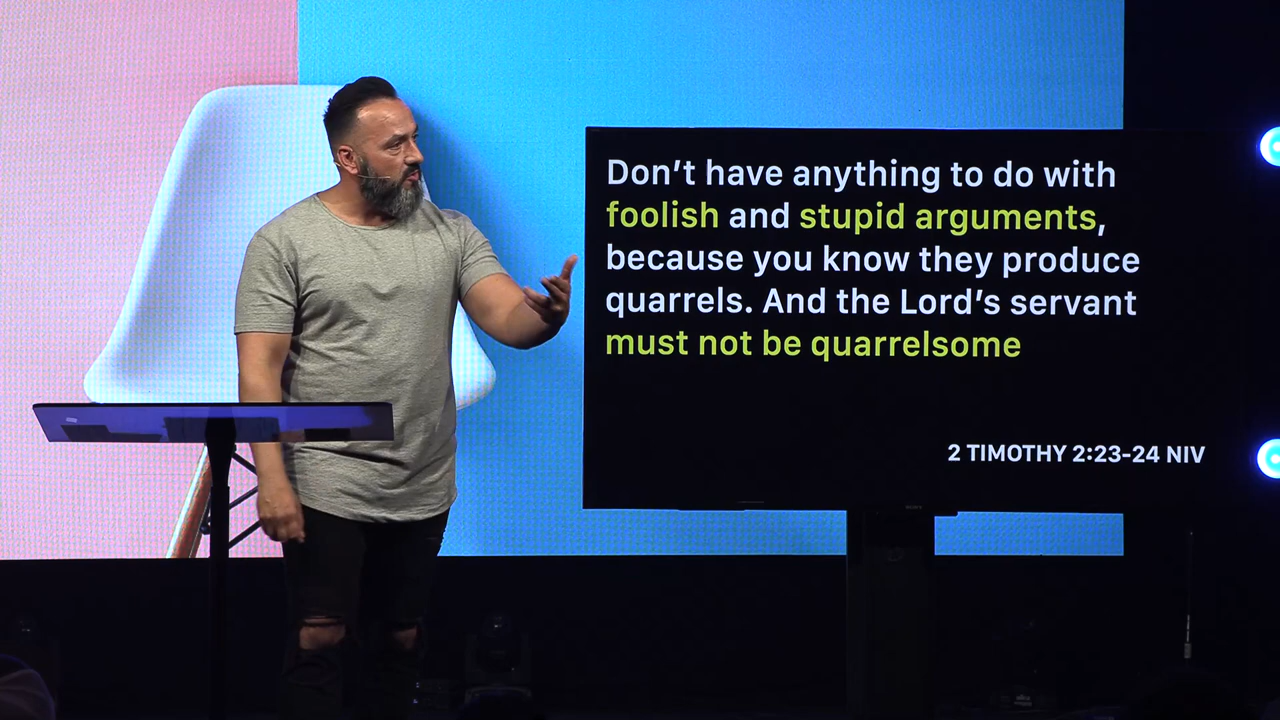 Don't have anything to do with
foolish and stupid arguments,
because you know they produce
quarrels. And the Lord's servant
must not be quarrelsome
2 TIMOTHY 2:23-24 NIV